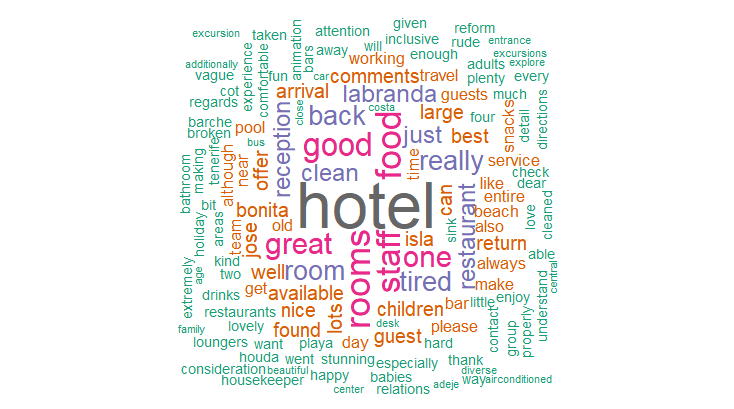 excursion taken attention given reform entrance
animation bars away will inclusive enough rude excursions
additionally vague fun car working adults explore
experience comfortable comments travel plenty every
regards cot arrival labranda guests much
barche reception close back costa large four snacks detail directions
broken pool offer good food just best
bus clean time really service
bathroom making tenerife although near hotel can like check
entire dear
holiday bit bonita old isla sink beach cleaned
areas team jose great rooms staff one restaurant also love
kind return able
extremely age two well room tired always central
get available make understand
drinks nice lots children bar little enjoy
restaurants found desk guest please contact group properly
family lovely
loungers want playa day hard
houda went stunning especially thank
consideration beautiful happy babies diverse
housekeeper center relations adeje way airconditioned